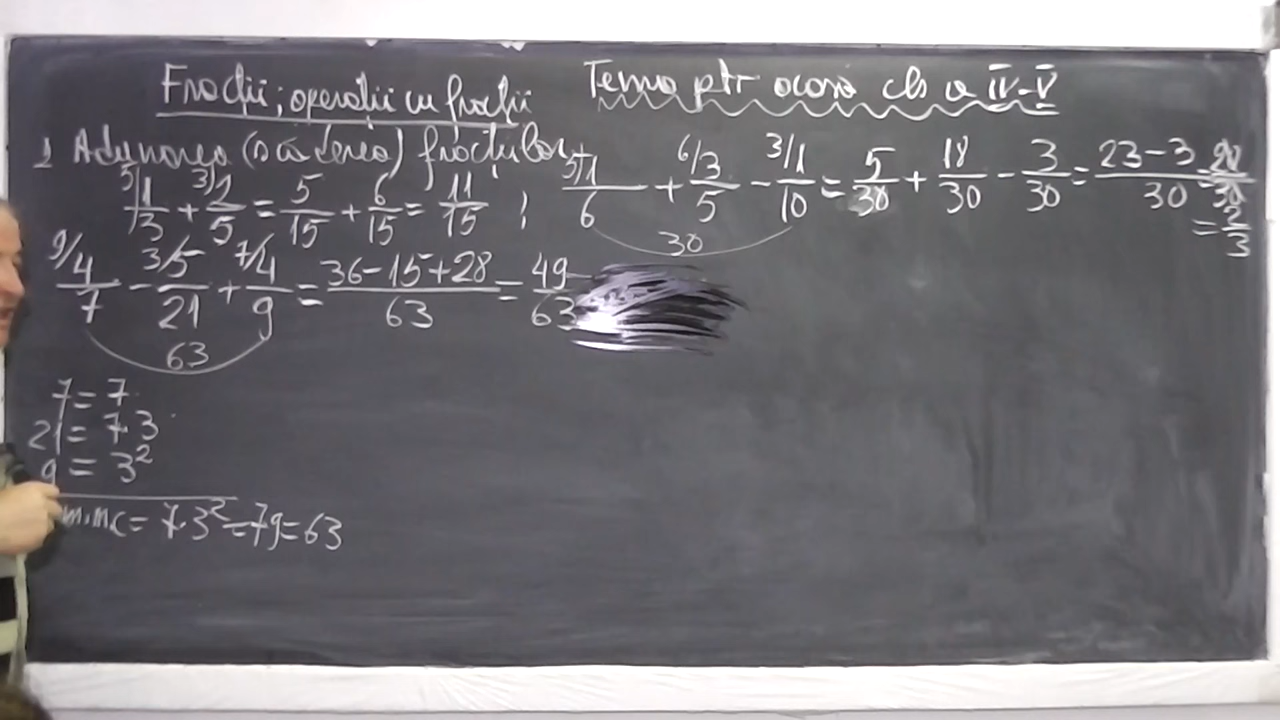 Fracții; operații cu fracții
Tema ptr acasa cls a IV-V
1 Adunarea (scăderea) fracțiilor
5/1/3 + 3/2/5 = 5/15 + 6/15 = 11/15 ;
5/1/6 + 6/3/5 - 3/1/10 = 5/30 + 18/30 - 3/30 = 23-3/30 = 20/30
30
= 2/3
9/4/7 - 3/5/21 + 7/4/9 = 36-15+28/63 = 49/63
63
7 = 7
21 = 7·3
9 = 3²
m.m.c = 7·3² = 7·9 = 63